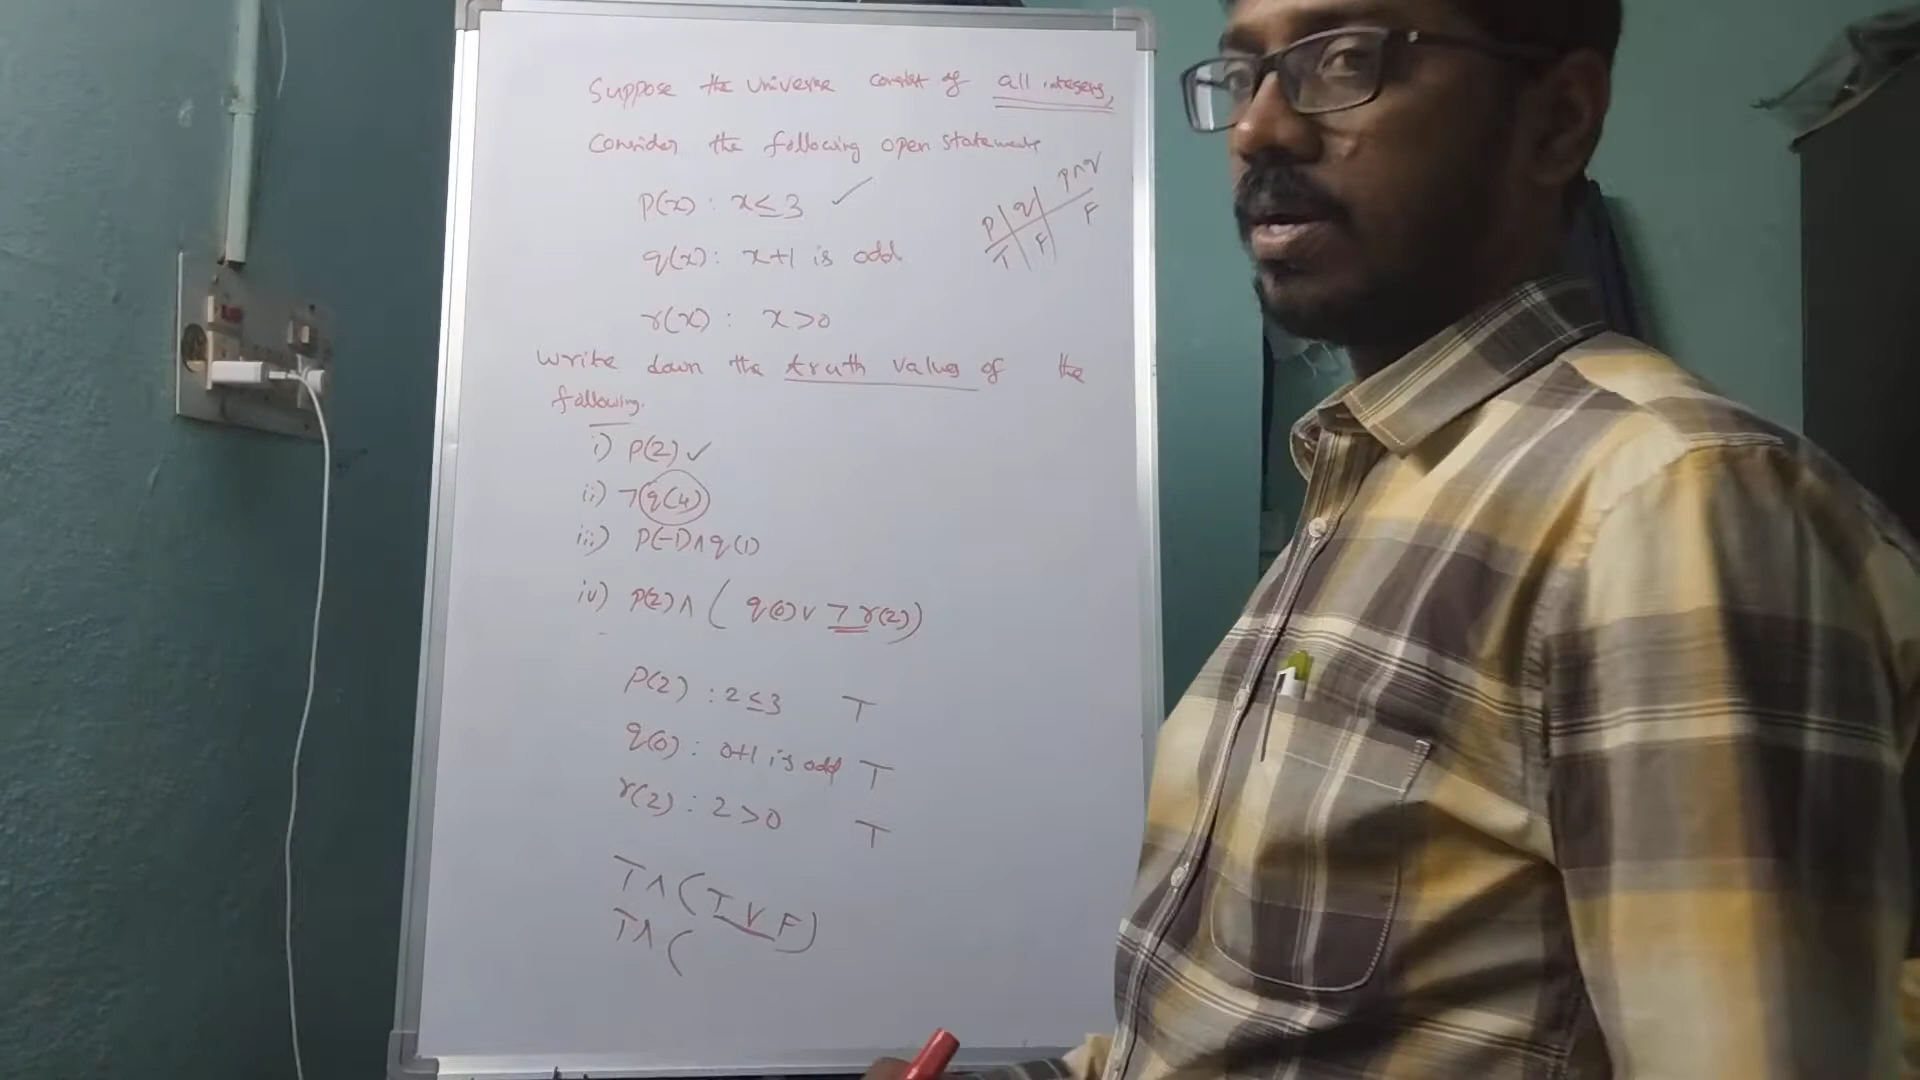 Suppose the universe consist of all integers,
Consider the following open statements
P(x) : x≤3 ✓
q(x) : x+1 is odd
r(x) : x>0
P | q | p∧q
T | F | F
Write down the truth values of the
following.
i) P(2) ✓
ii) ¬q(4)
iii) P(-1)∧q(1)
iv) P(2)∧( q(0)∨ ¬r(2))
P(2) : 2≤3 T
q(0) : 0+1 is odd T
r(2) : 2>0 T
T∧(T∨F)
T∧(